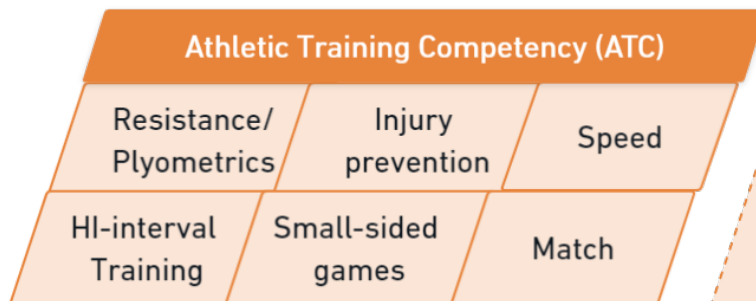 Athletic Training Competency (ATC)
Resistance/
Plyometrics
Injury
prevention
Speed
HI-interval
Training
Small-sided
games
Match